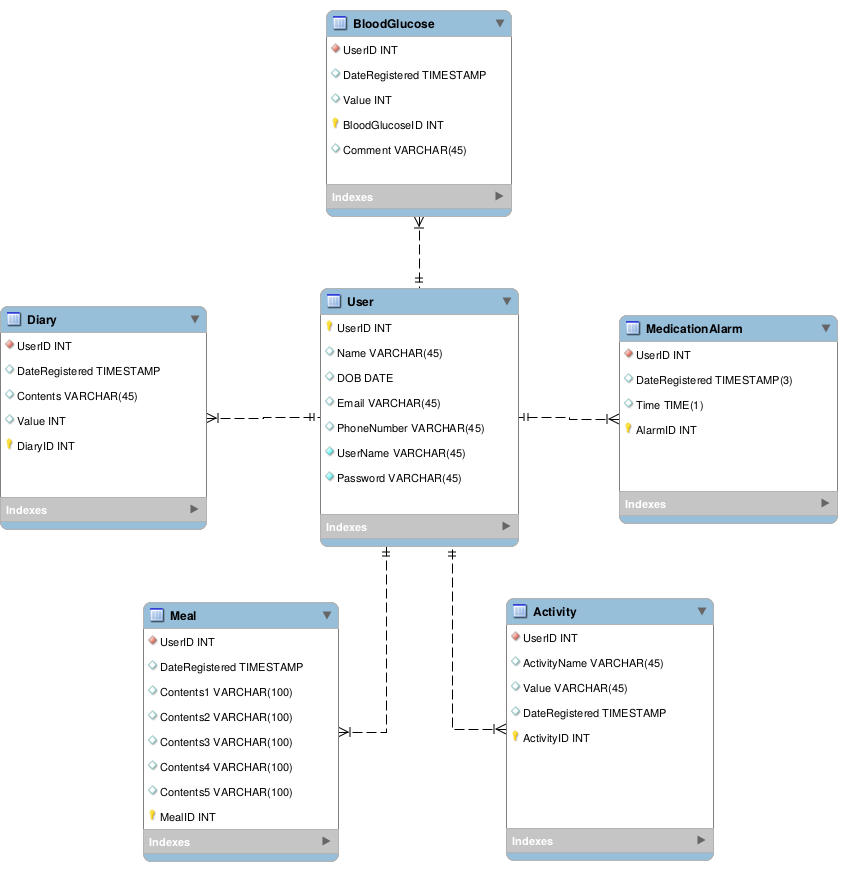 BloodGlucose
UserID INT
DateRegistered TIMESTAMP
Value INT
BloodGlucoseID INT
Comment VARCHAR(45)
Indexes
Diary
UserID INT
DateRegistered TIMESTAMP
Contents VARCHAR(45)
Value INT
DiaryID INT
Indexes
User
UserID INT
Name VARCHAR(45)
DOB DATE
Email VARCHAR(45)
PhoneNumber VARCHAR(45)
UserName VARCHAR(45)
Password VARCHAR(45)
Indexes
MedicationAlarm
UserID INT
DateRegistered TIMESTAMP(3)
Time TIME(1)
AlarmID INT
Indexes
Meal
UserID INT
DateRegistered TIMESTAMP
Contents1 VARCHAR(100)
Contents2 VARCHAR(100)
Contents3 VARCHAR(100)
Contents4 VARCHAR(100)
Contents5 VARCHAR(100)
MealID INT
Indexes
Activity
UserID INT
ActivityName VARCHAR(45)
Value VARCHAR(45)
DateRegistered TIMESTAMP
ActivityID INT
Indexes